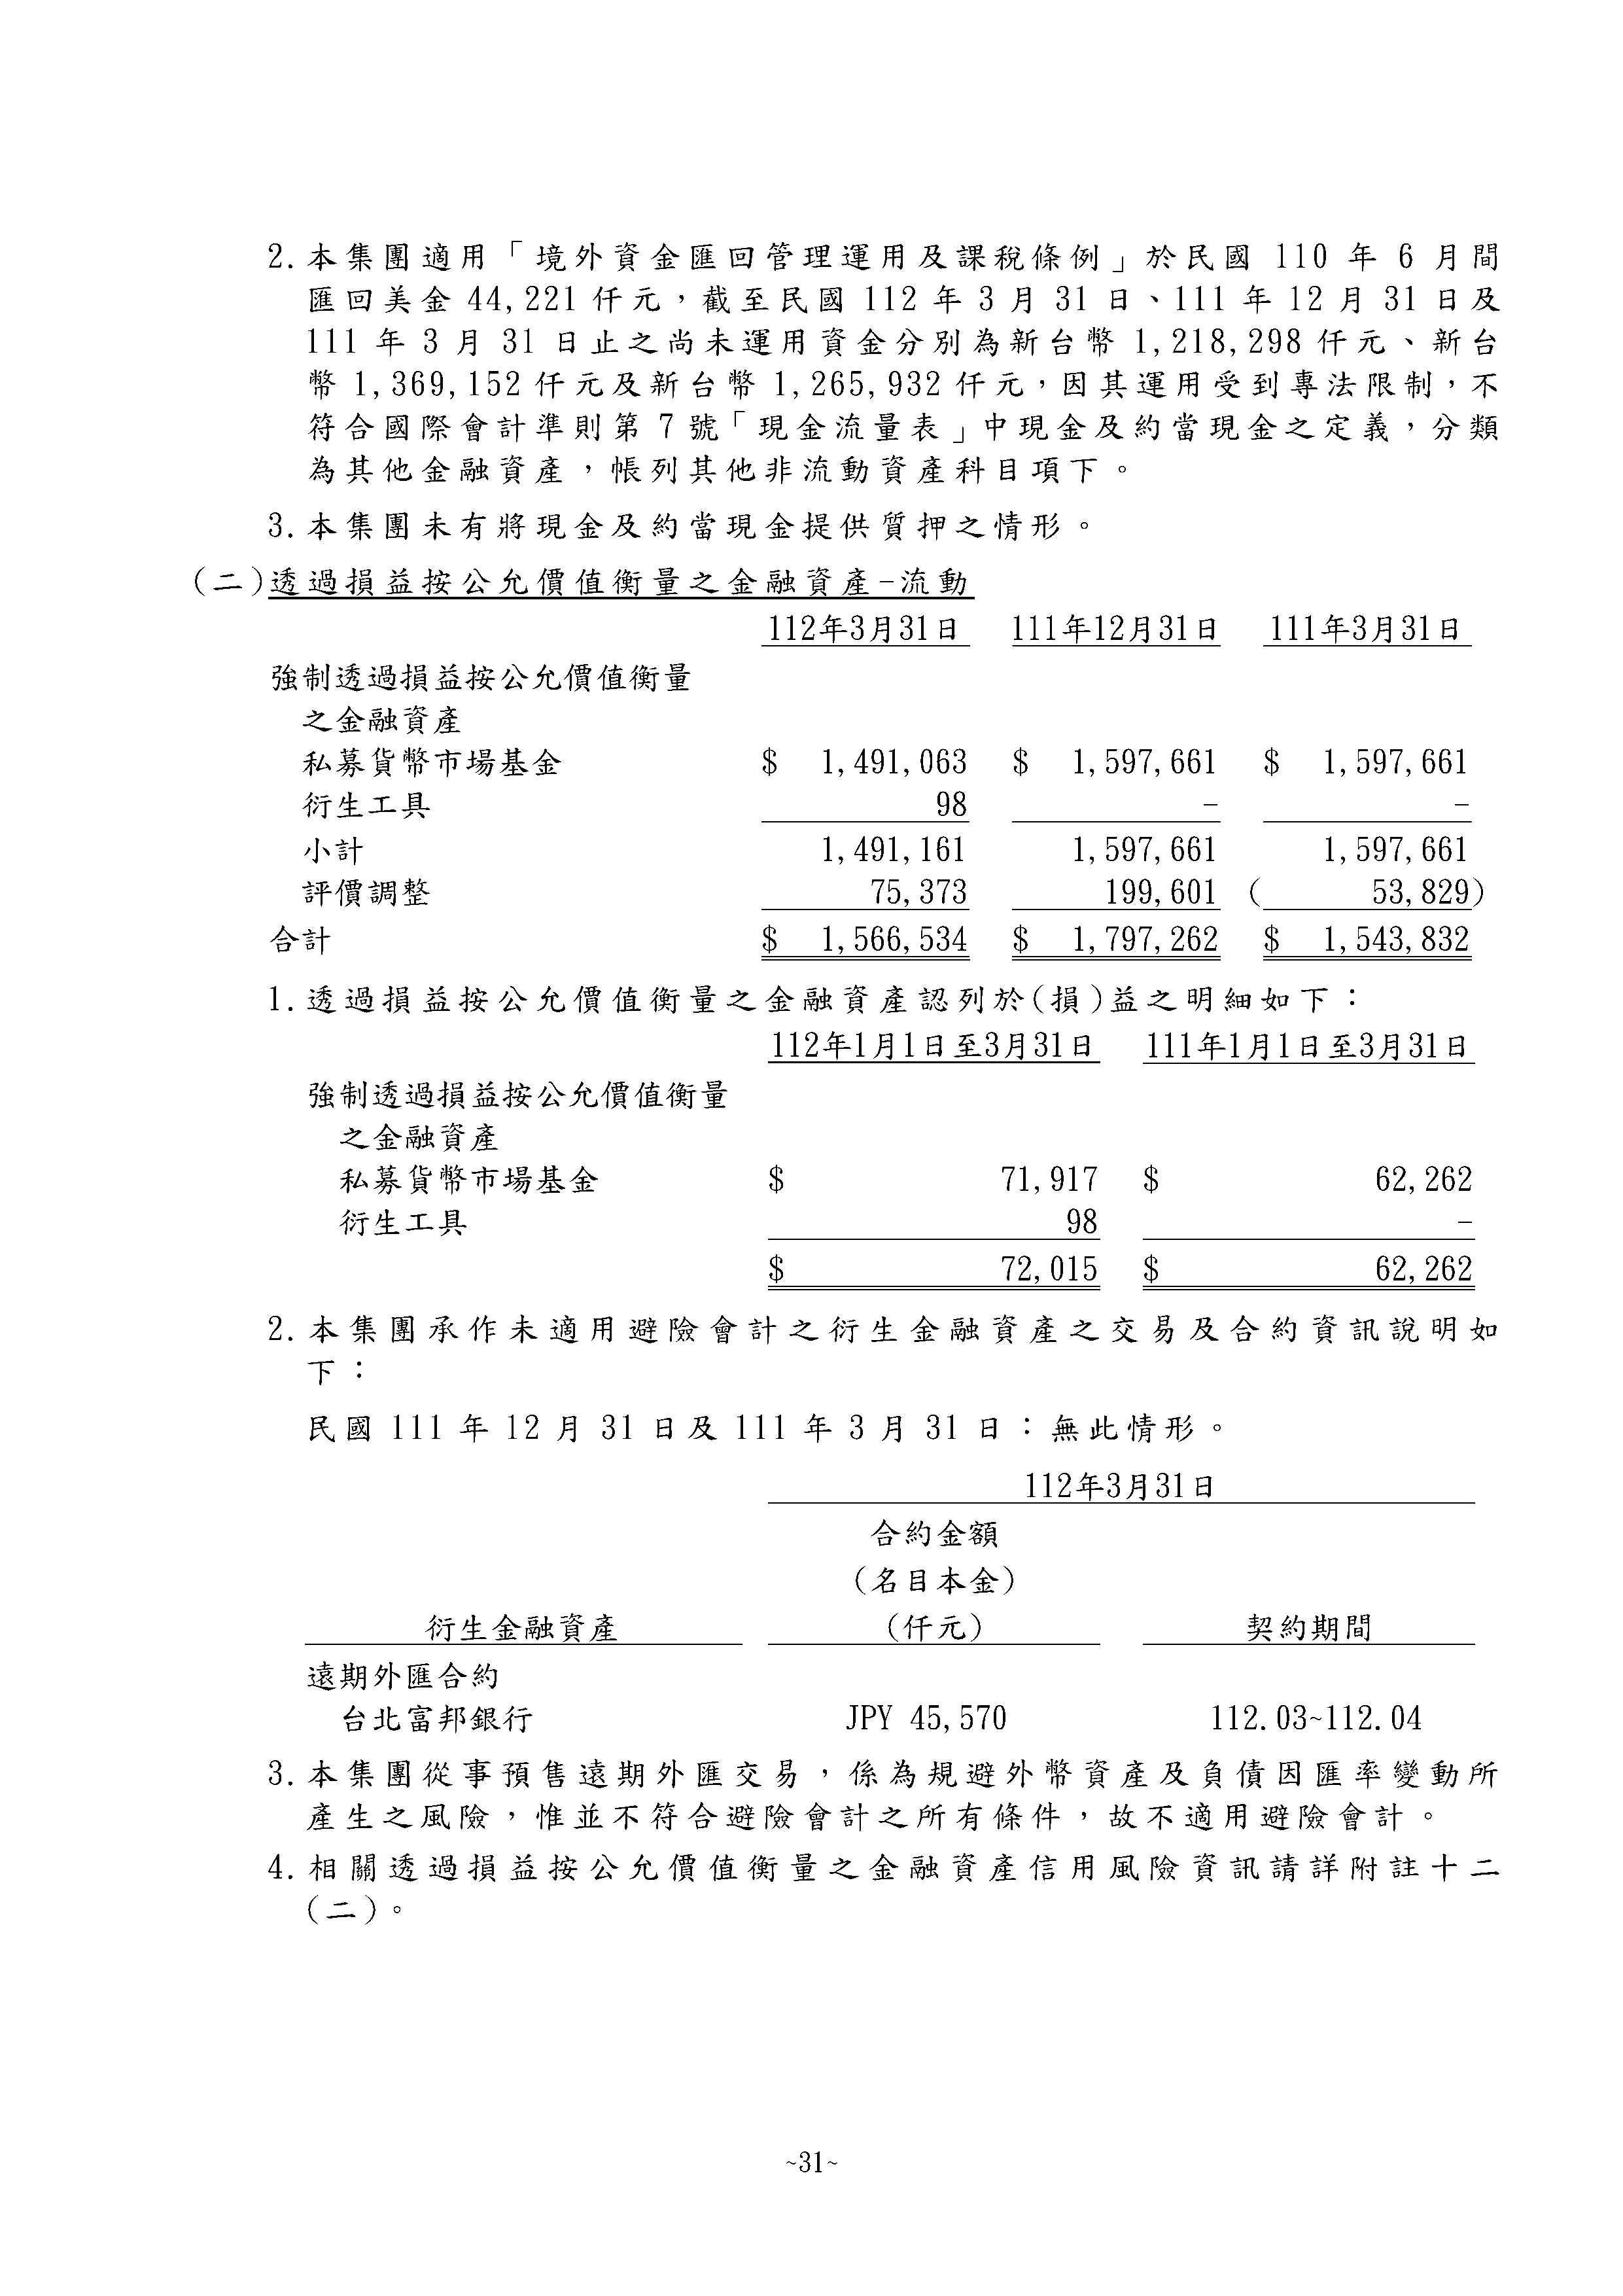 2.本集團適用「境外資金匯回管理運用及課稅條例」於民國 110 年 6 月間
匯回美金 44,221 仟元，截至民國 112 年 3 月 31 日、111 年 12 月 31 日及
111 年 3 月 31 日止之尚未運用資金分別為新台幣 1,218,298 仟元、新台
幣 1,369,152 仟元及新台幣 1,265,932 仟元，因其運用受到專法限制，不
符合國際會計準則第 7 號「現金流量表」中現金及約當現金之定義，分類
為其他金融資產，帳列其他非流動資產科目項下。
3.本集團未有將現金及約當現金提供質押之情形。
(二)透過損益按公允價值衡量之金融資產-流動
112年3月31日 111年12月31日 111年3月31日
強制透過損益按公允價值衡量
之金融資產
私募貨幣市場基金 $ 1,491,063 $ 1,597,661 $ 1,597,661
衍生工具 98 - -
小計 1,491,161 1,597,661 1,597,661
評價調整 75,373 199,601 ( 53,829)
合計 $ 1,566,534 $ 1,797,262 $ 1,543,832
1.透過損益按公允價值衡量之金融資產認列於(損)益之明細如下：
112年1月1日至3月31日 111年1月1日至3月31日
強制透過損益按公允價值衡量
之金融資產
私募貨幣市場基金 $ 71,917 $ 62,262
衍生工具 98 -
$ 72,015 $ 62,262
2.本集團承作未適用避險會計之衍生金融資產之交易及合約資訊說明如
下：
民國 111 年 12 月 31 日及 111 年 3 月 31 日：無此情形。
112年3月31日
合約金額
(名目本金)
衍生金融資產 (仟元) 契約期間
遠期外匯合約
台北富邦銀行 JPY 45,570 112.03~112.04
3.本集團從事預售遠期外匯交易，係為規避外幣資產及負債因匯率變動所
產生之風險，惟並不符合避險會計之所有條件，故不適用避險會計。
4.相關透過損益按公允價值衡量之金融資產信用風險資訊請詳附註十二
(二)。
~31~